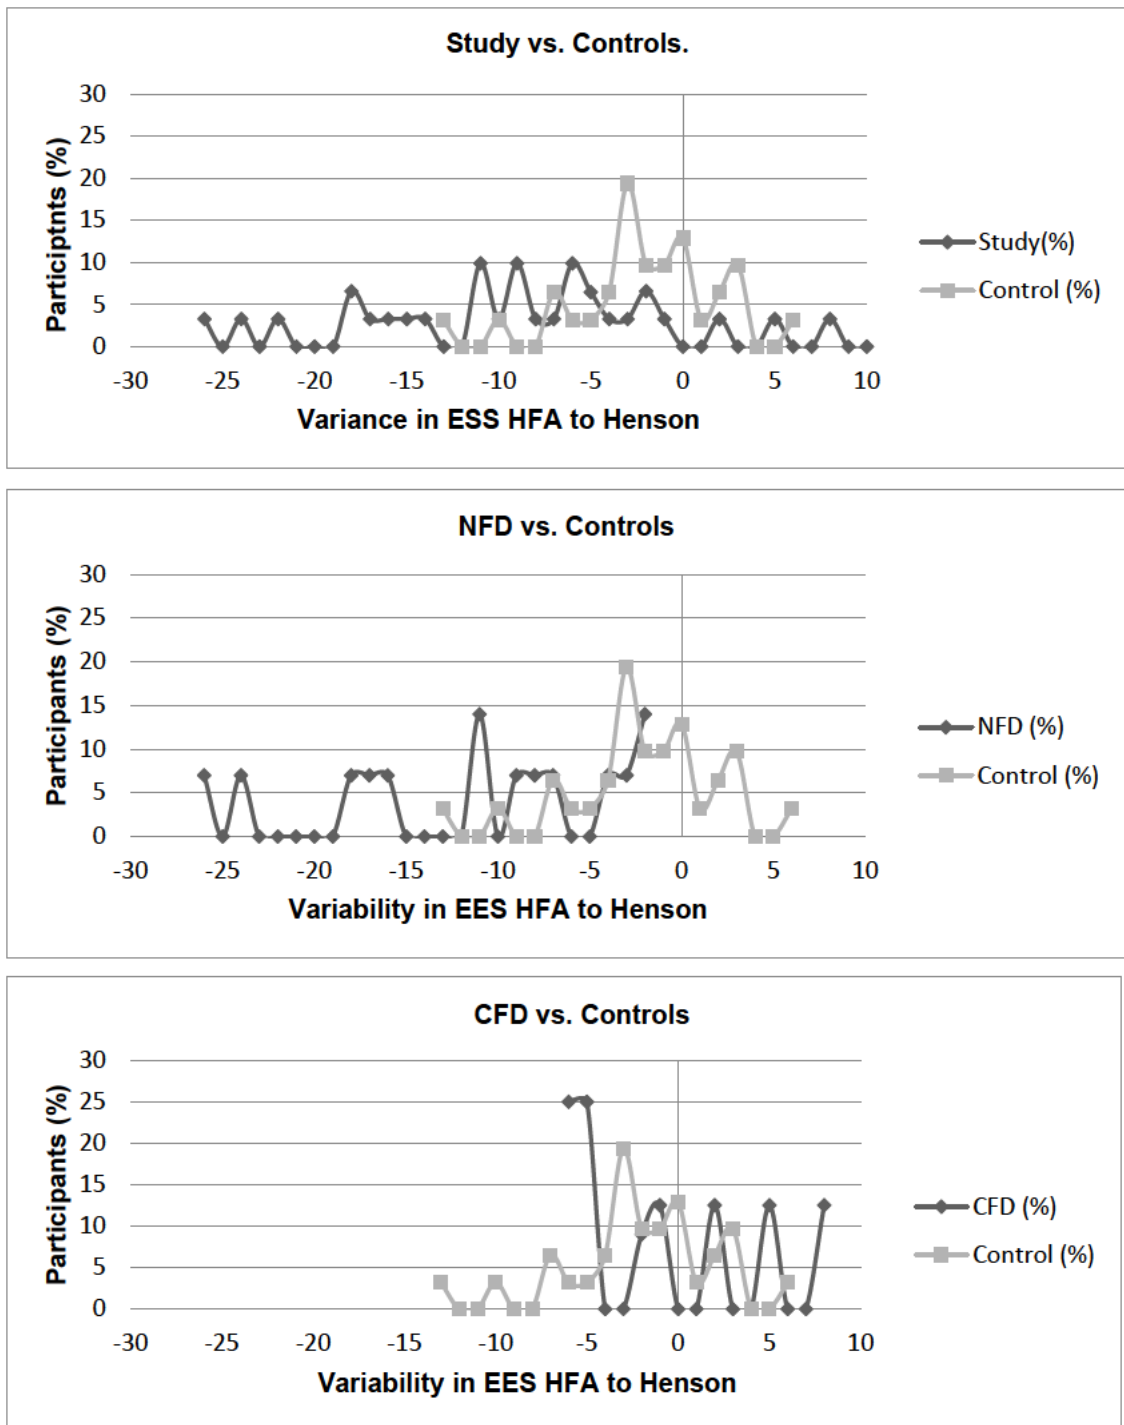 Study vs. Controls.
30
25
20
15
10
5
0
Participtnts (%)
-30 -25 -20 -15 -10 -5 0 5 10
Variance in ESS HFA to Henson
Study(%)
Control (%)
NFD vs. Controls
30
25
20
15
10
5
0
Participants (%)
-30 -25 -20 -15 -10 -5 0 5 10
Variability in EES HFA to Henson
NFD (%)
Control (%)
CFD vs. Controls
30
25
20
15
10
5
0
Participants (%)
-30 -25 -20 -15 -10 -5 0 5 10
Variability in EES HFA to Henson
CFD (%)
Control (%)